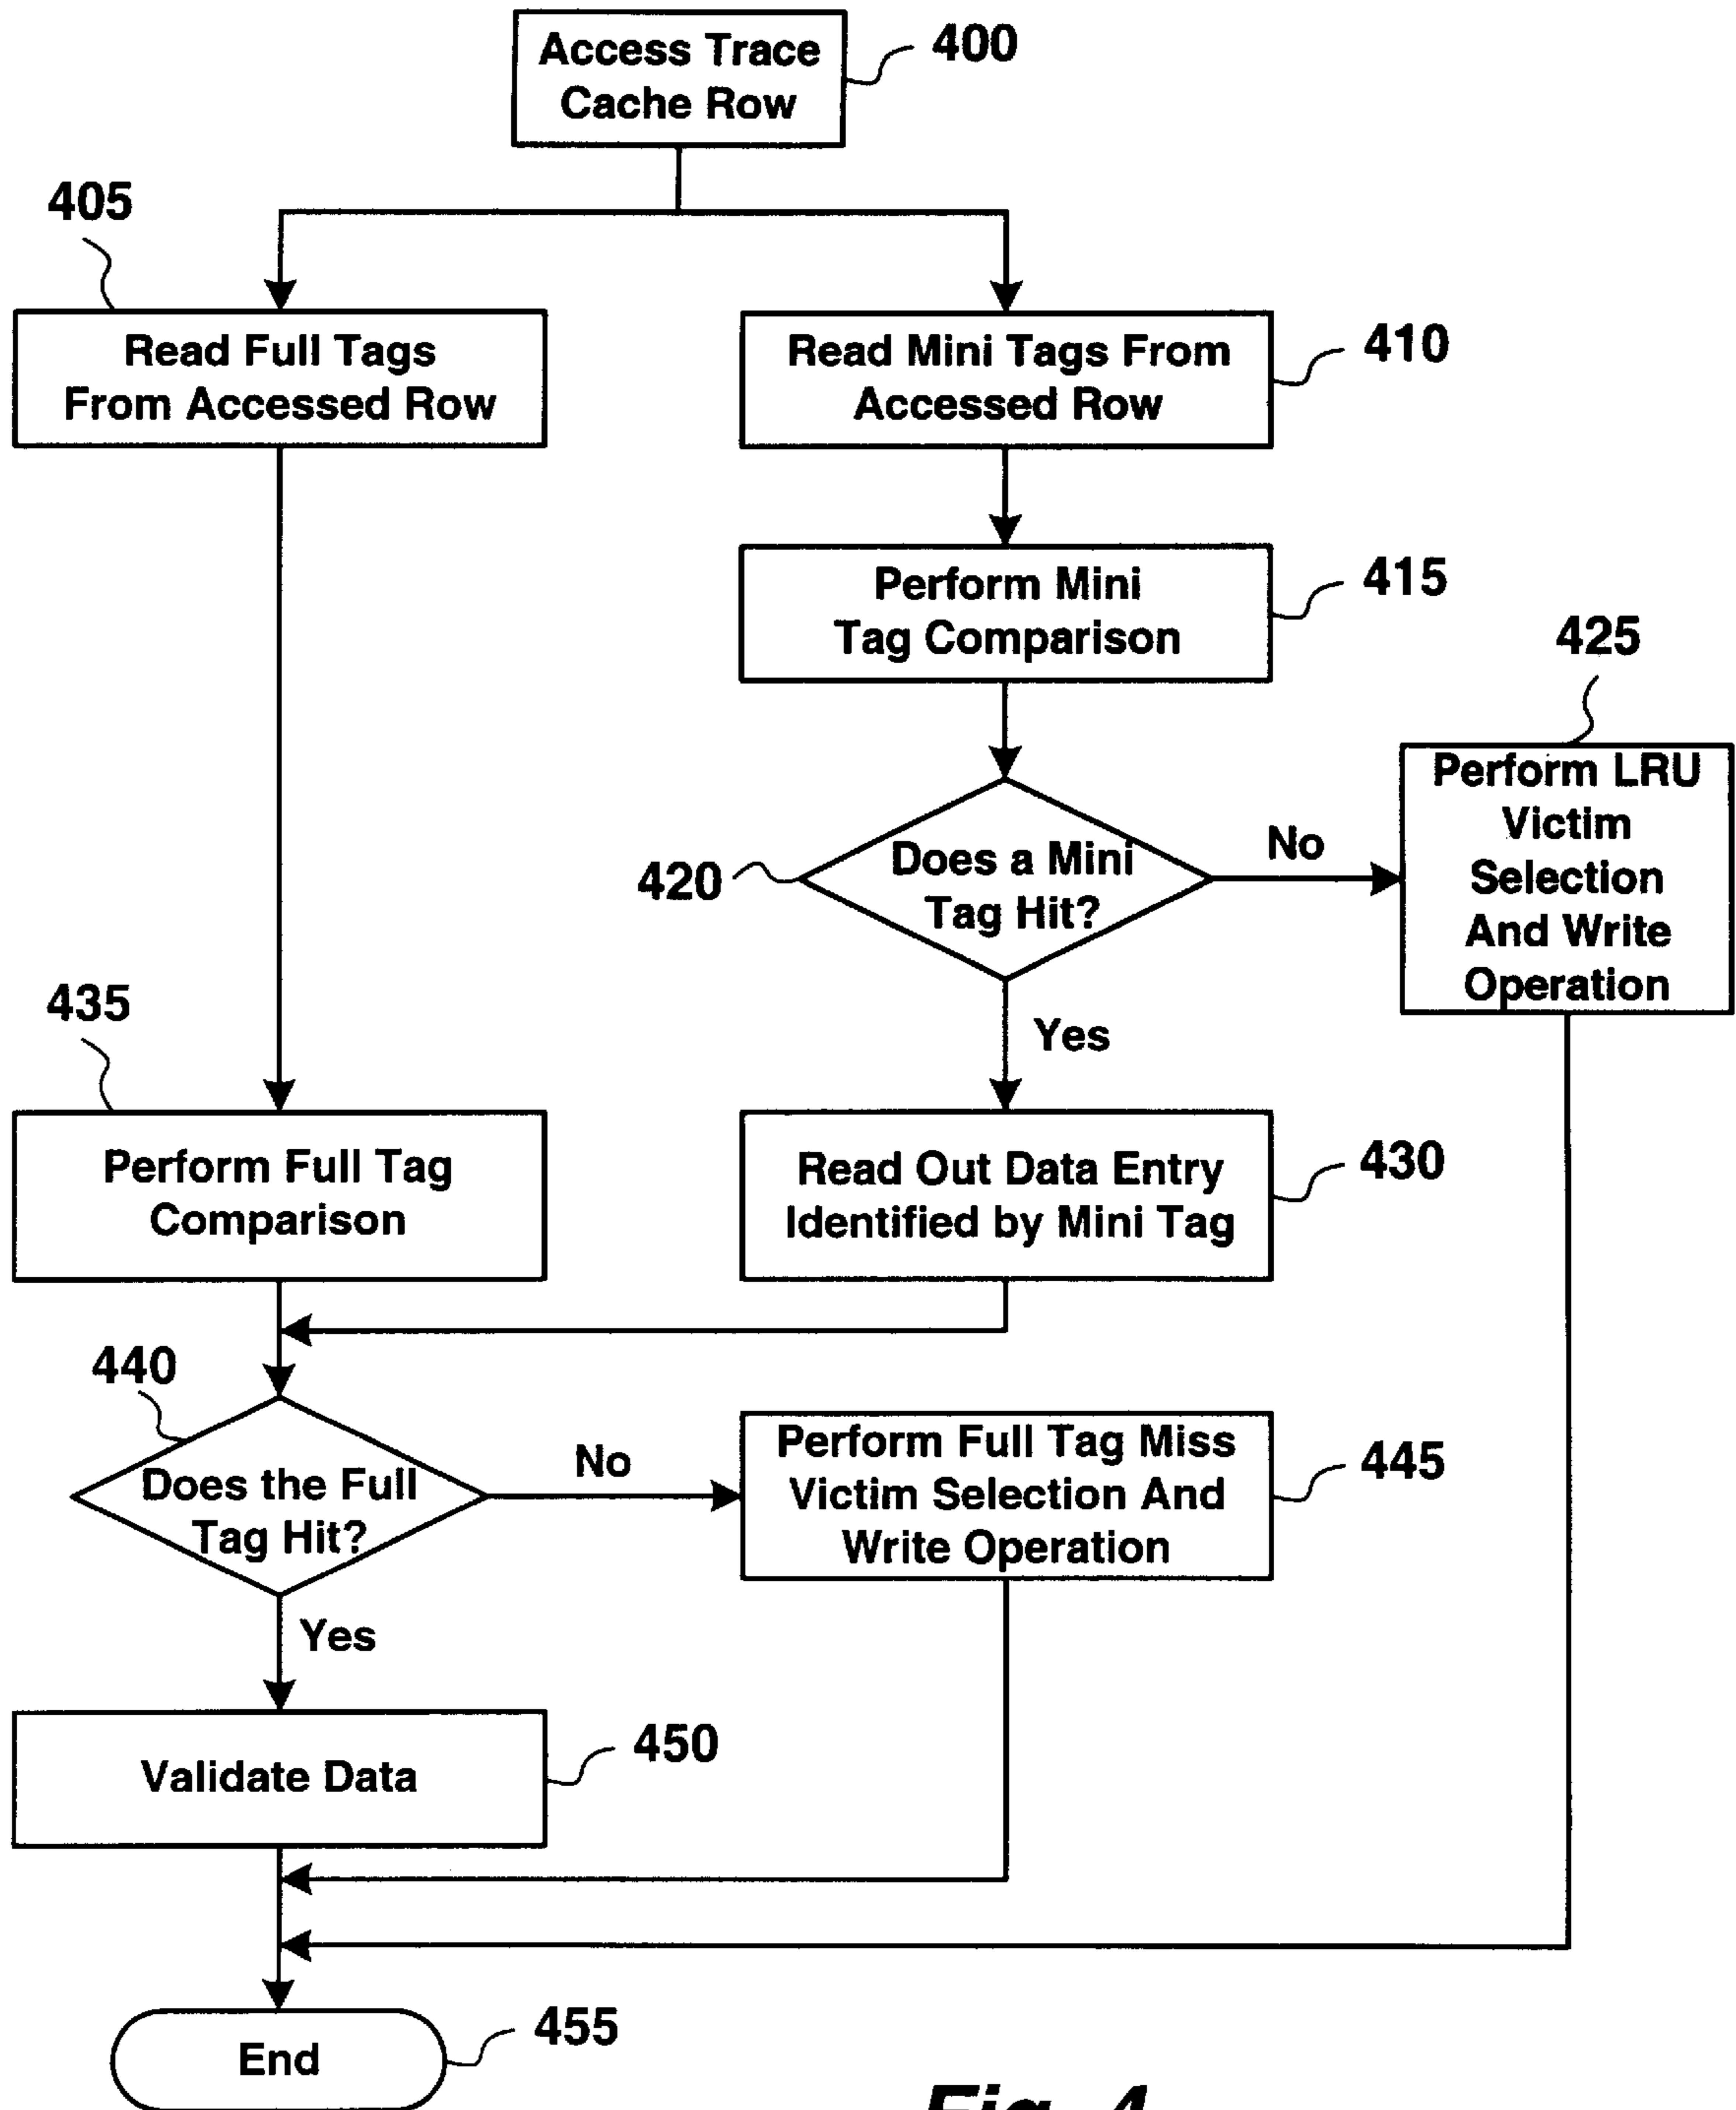 Access Trace
Cache Row
400
405
Read Full Tags
From Accessed Row
Read Mini Tags From
Accessed Row
410
Perform Mini
Tag Comparison
415
425
Perform LRU
Victim
Selection
And Write
Operation
420
Does a Mini
Tag Hit?
No
Yes
435
Perform Full Tag
Comparison
Read Out Data Entry
Identified by Mini Tag
430
440
Does the Full
Tag Hit?
No
Perform Full Tag Miss
Victim Selection And
Write Operation
445
Yes
Validate Data
450
End
455
Fig. 4